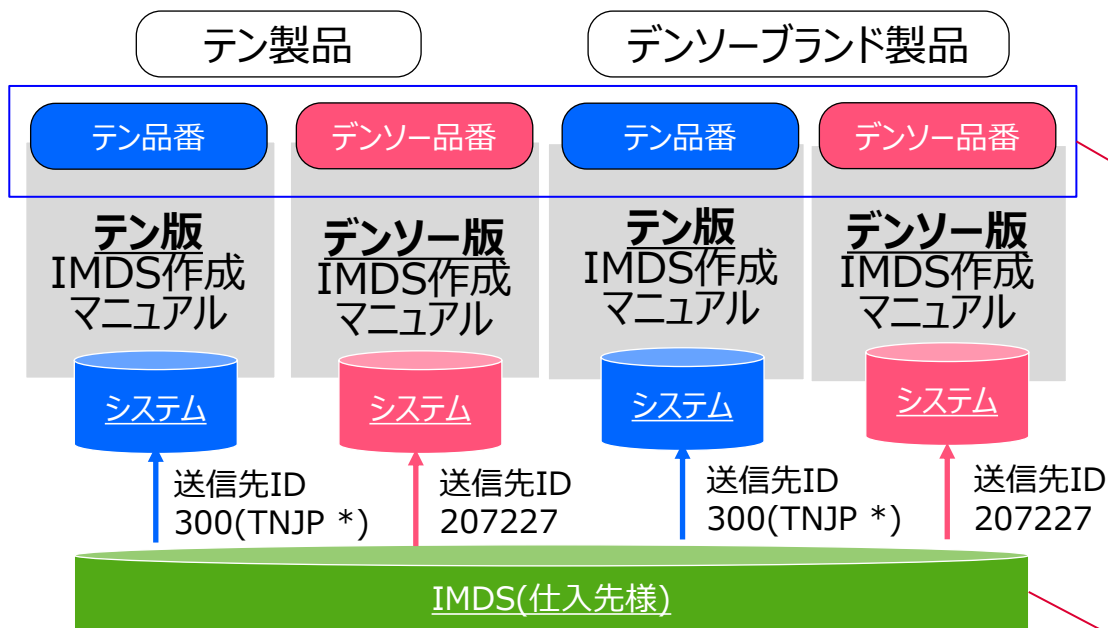 テン製品
デンソーブランド製品
テン品番
デンソー品番
テン品番
デンソー品番
テン版
IMDS作成
マニュアル
デンソー版
IMDS作成
マニュアル
テン版
IMDS作成
マニュアル
デンソー版
IMDS作成
マニュアル
システム
システム
システム
システム
送信先ID
300(TNJP *)
送信先ID
207227
送信先ID
300(TNJP *)
送信先ID
207227
IMDS(仕入先様)